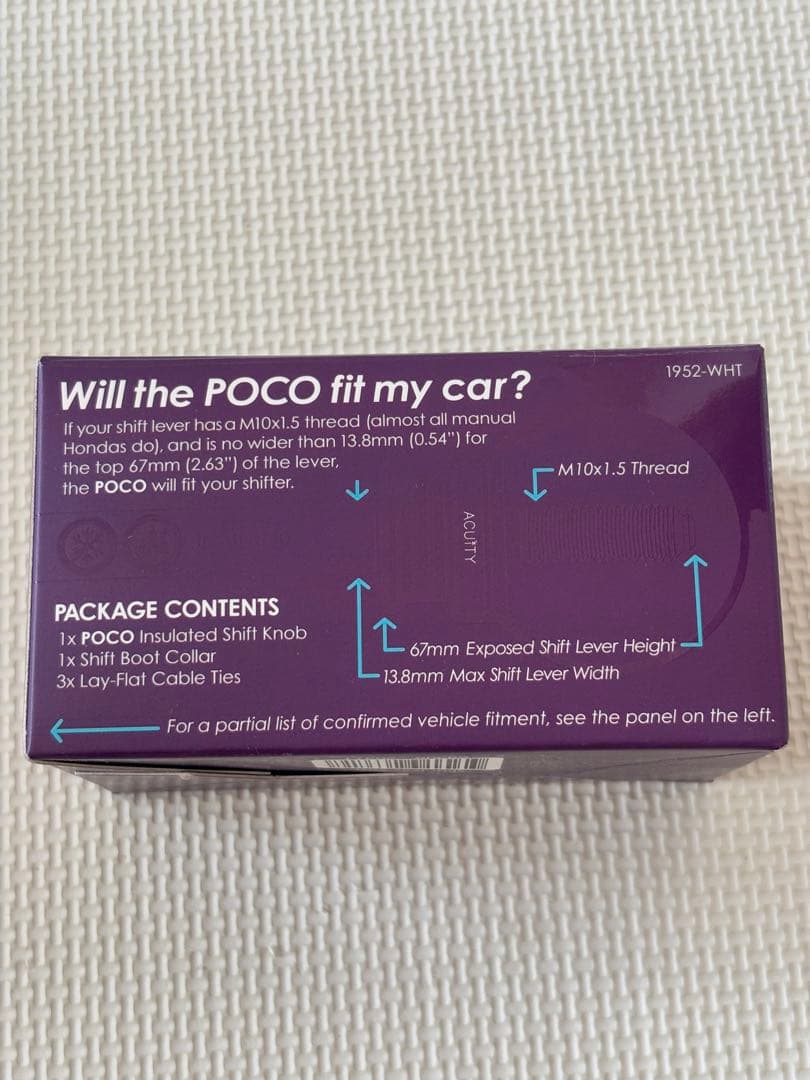 Will the POCO fit my car?
1952-WHT
If your shift lever has a M10x1.5 thread (almost all manual
Hondas do), and is no wider than 13.8mm (0.54") for
the top 67mm (2.63") of the lever,
the POCO will fit your shifter.
M10x1.5 Thread
ACUITY
PACKAGE CONTENTS
1x POCO Insulated Shift Knob
1x Shift Boot Collar
3x Lay-Flat Cable Ties
67mm Exposed Shift Lever Height
13.8mm Max Shift Lever Width
For a partial list of confirmed vehicle fitment, see the panel on the left.